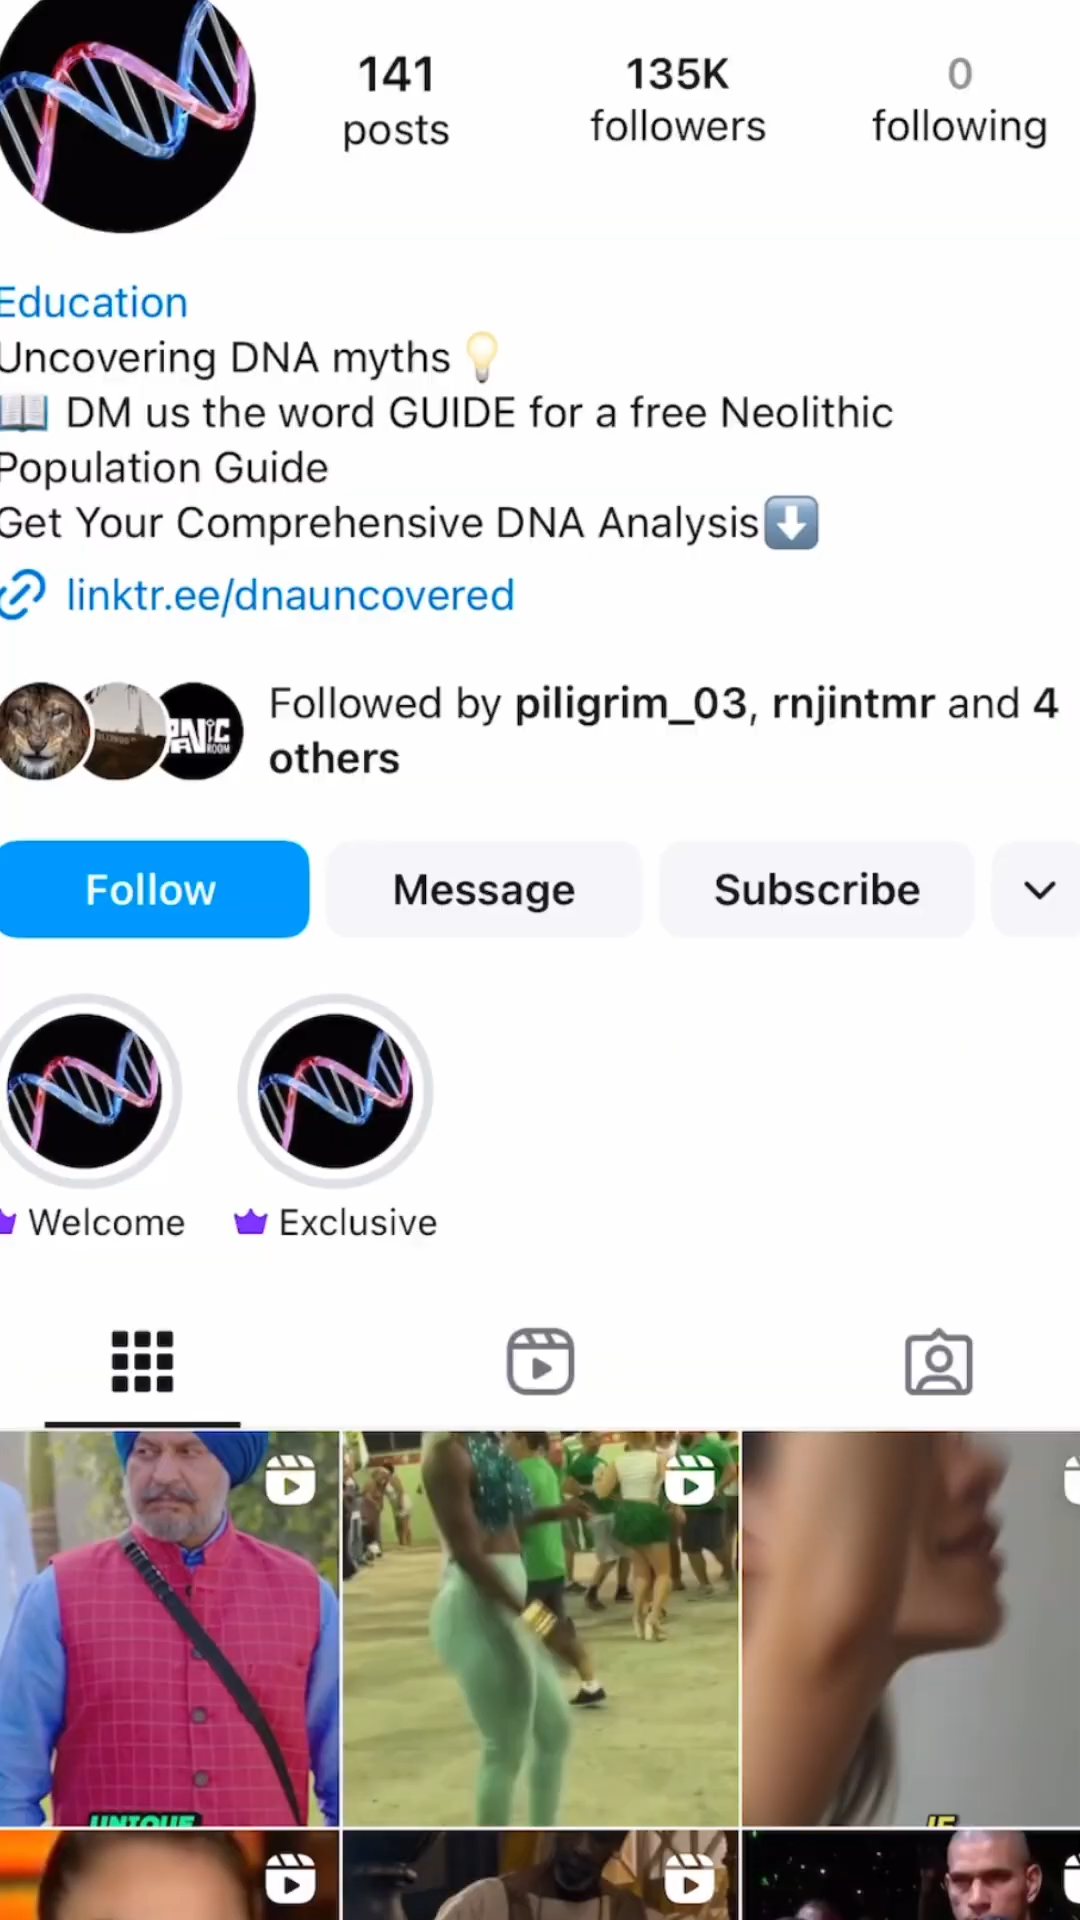 141
posts
135K
followers
0
following
Education
Uncovering DNA myths
DM us the word GUIDE for a free Neolithic
Population Guide
Get Your Comprehensive DNA Analysis
linktr.ee/dnauncovered
Followed by piligrim_03, rnjintmr and 4
others
Follow
Message
Subscribe
Welcome
Exclusive
UNIQUE
IF